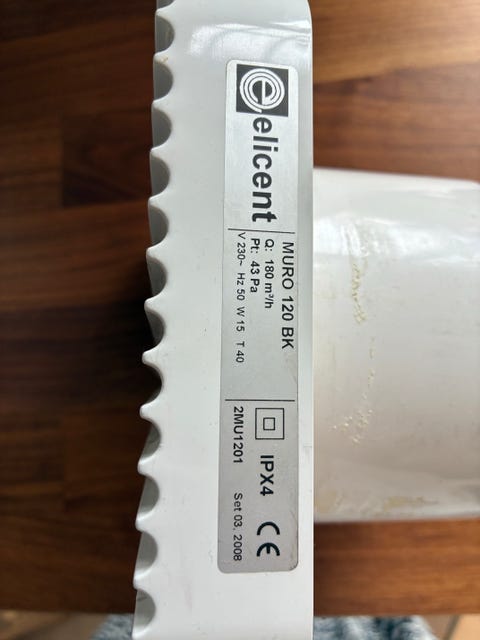 elicent
MURO 120 BK
Q: 180 m³/h
Pt: 43 Pa
V 230~ Hz 50 W 15 T 40
IPX4 CE
2MU1201 Set 03, 2008